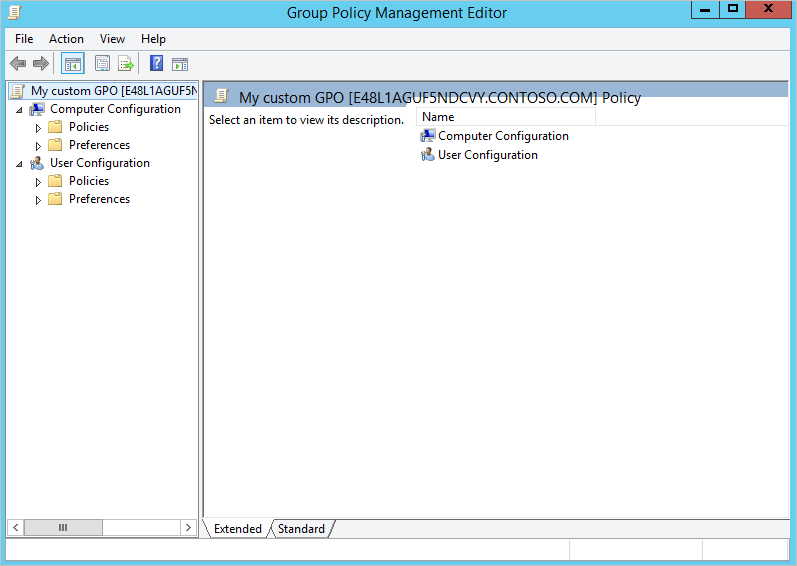 Group Policy Management Editor
File Action View Help
My custom GPO [E48L1AGUF5N
Computer Configuration
Policies
Preferences
User Configuration
Policies
Preferences
My custom GPO [E48L1AGUF5NDCVY.CONTOSO.COM] Policy
Select an item to view its description.
Name
Computer Configuration
User Configuration
Extended Standard